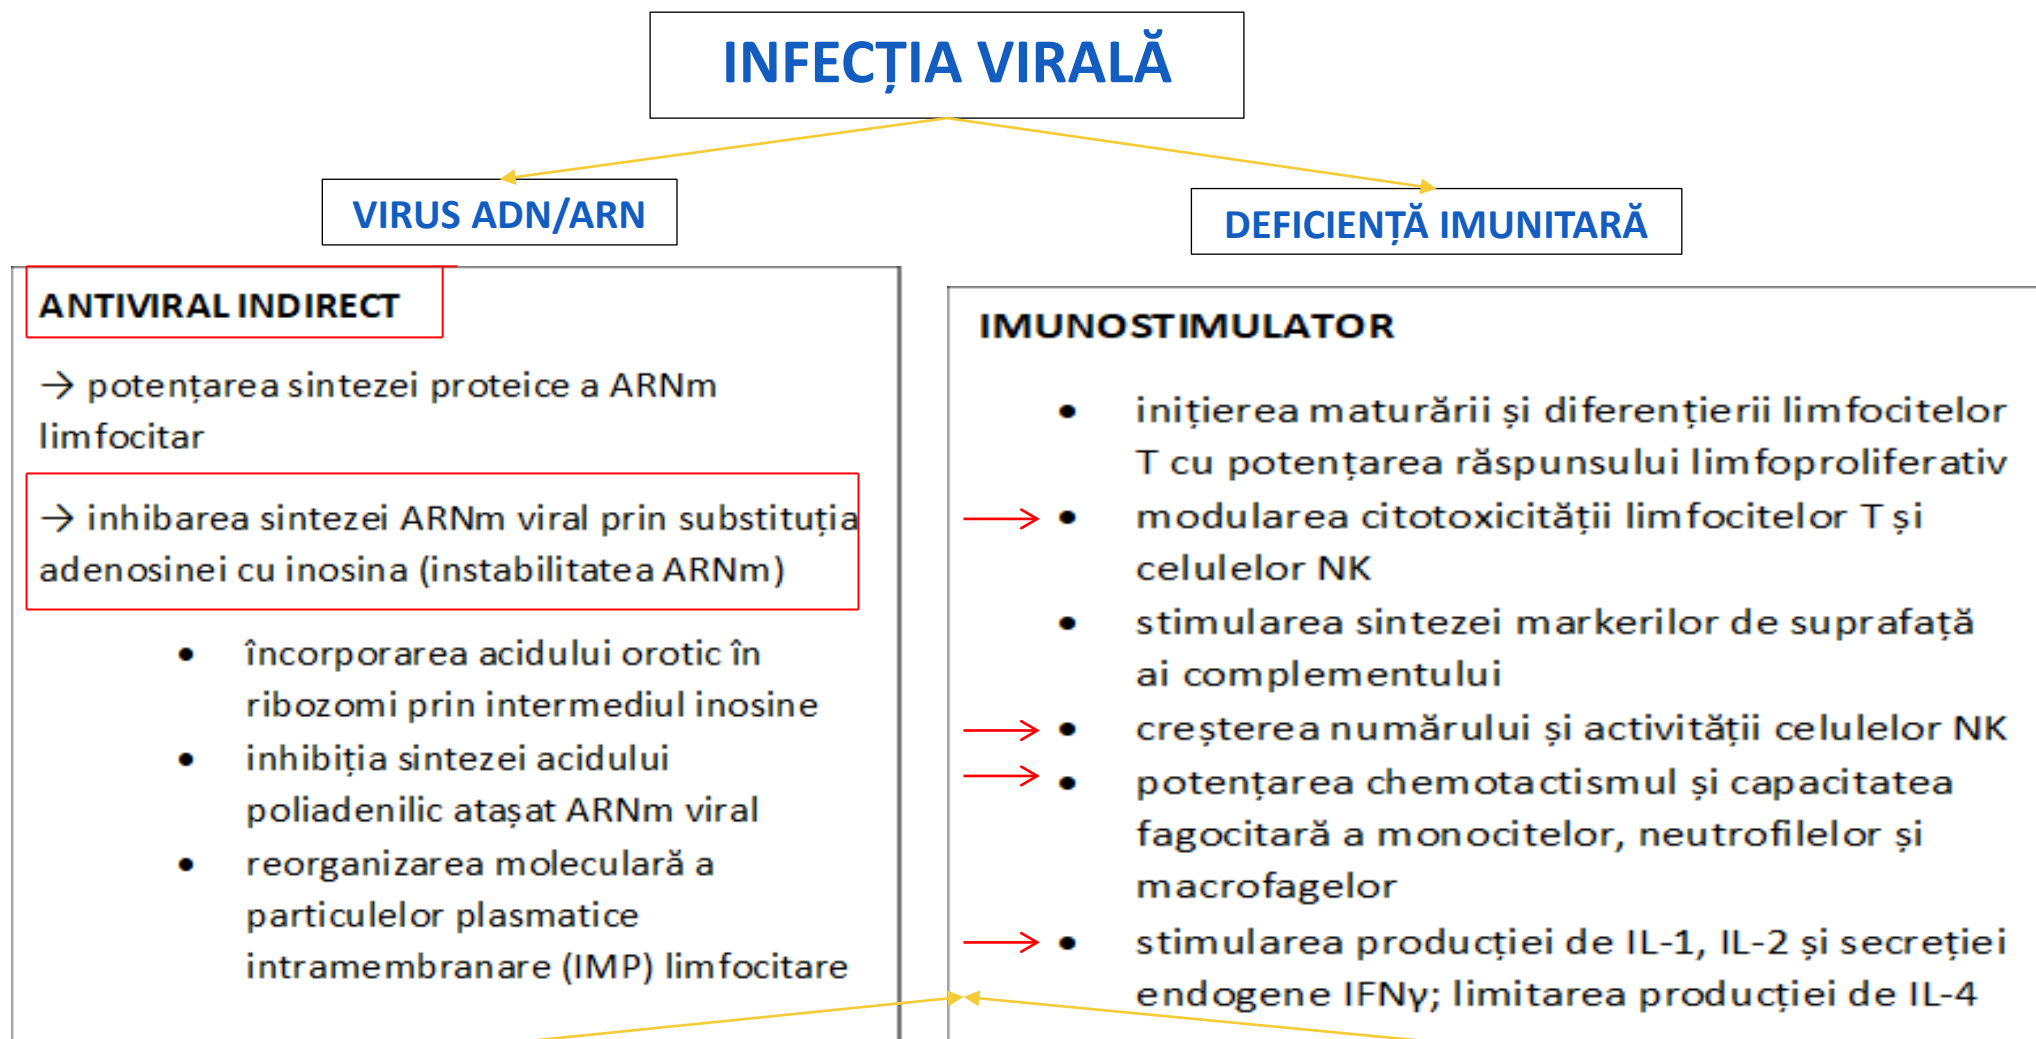 INFECȚIA VIRALĂ
VIRUS ADN/ARN
DEFICIENȚĂ IMUNITARĂ
ANTIVIRAL INDIRECT
→ potențarea sintezei proteice a ARNm
limfocitar
→ inhibarea sintezei ARNm viral prin substituția
adenosinei cu inosina (instabilitatea ARNm)
• încorporarea acidului orotic în
ribozomi prin intermediul inosine
• inhibiția sintezei acidului
poliadenilic atașat ARNm viral
• reorganizarea moleculară a
particulelor plasmatice
intramembranare (IMP) limfocitare
IMUNOSTIMULATOR
• inițierea maturării și diferențierii limfocitelor
T cu potențarea răspunsului limfoproliferativ
• modularea citotoxicității limfocitelor T și
celulelor NK
• stimularea sintezei markerilor de suprafață
ai complementului
• creșterea numărului și activității celulelor NK
• potențarea chemotactismul și capacitatea
fagocitară a monocitelor, neutrofilelor și
macrofagelor
• stimularea producției de IL-1, IL-2 și secreției
endogene IFNγ; limitarea producției de IL-4